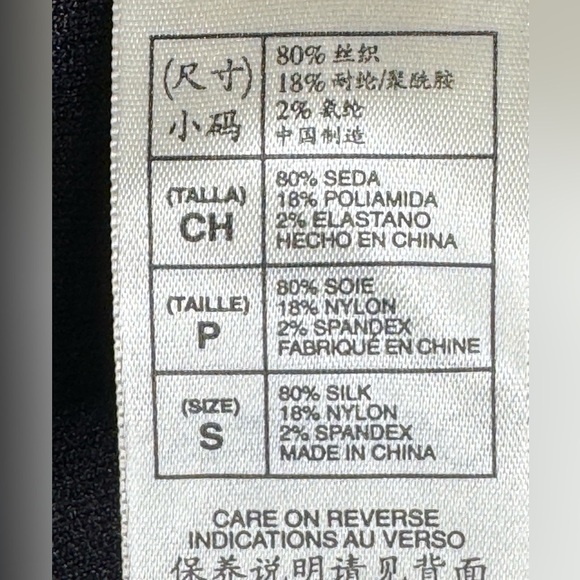 (尺寸)
小码
80% 丝织
18% 耐纶/聚酰胺
2% 氨纶
中国制造
(TALLA)
CH
80% SEDA
18% POLIAMIDA
2% ELASTANO
HECHO EN CHINA
(TAILLE)
P
80% SOIE
18% NYLON
2% SPANDEX
FABRIQUÉ EN CHINE
(SIZE)
S
80% SILK
18% NYLON
2% SPANDEX
MADE IN CHINA
CARE ON REVERSE
INDICATIONS AU VERSO
保养说明请见背面